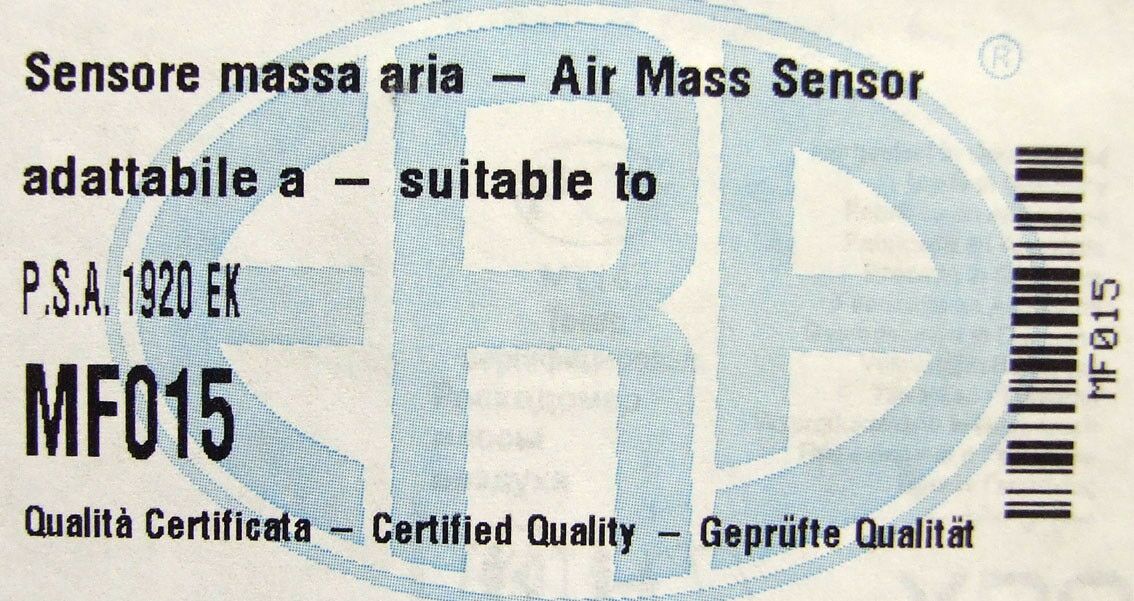 Sensore massa aria – Air Mass Sensor
adattabile a – suitable to
P.S.A. 1920 EK
MF015
Qualità Certificata – Certified Quality – Geprüfte Qualität
MF015
ERA
®